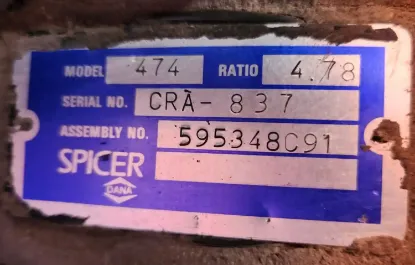 MODEL 474 RATIO 4.78
SERIAL NO. CRA- 837
ASSEMBLY NO. 595348C91
SPICER
DANA